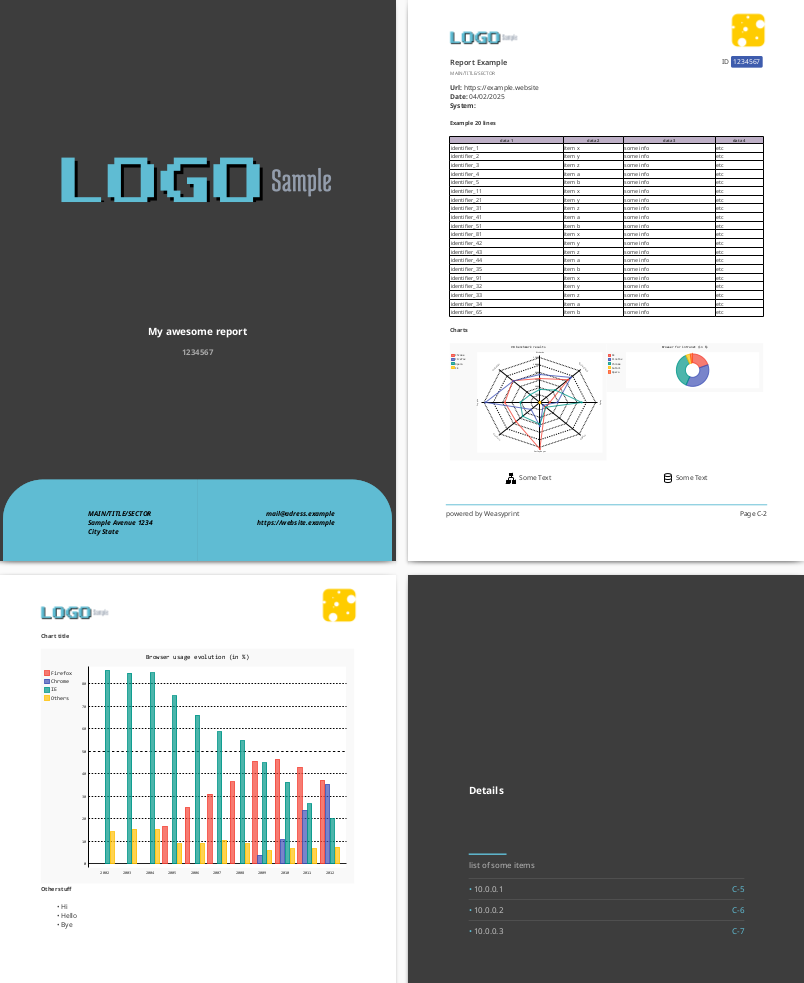 LOGO Sample
My awesome report
1234567
MAIN/TITLE/SECTOR
Sample Avenue 1234
City State
mail@adress.example
https://website.example
LOGO Sample
Report Example
ID 1234567
MAIN/TITLE/SECTOR
Url: https://example.website
Date: 04/02/2025
System:
Example 20 lines
data 1 data2 data3 data4
identifier_1 item x some info etc
identifier_2 item y some info etc
identifier_3 item z some info etc
identifier_4 item a some info etc
identifier_5 item b some info etc
identifier_11 item x some info etc
identifier_21 item y some info etc
identifier_31 item z some info etc
identifier_41 item a some info etc
identifier_51 item b some info etc
identifier_81 item x some info etc
identifier_42 item y some info etc
identifier_43 item z some info etc
identifier_44 item a some info etc
identifier_35 item b some info etc
identifier_91 item x some info etc
identifier_32 item y some info etc
identifier_33 item z some info etc
identifier_34 item a some info etc
identifier_65 item b some info etc
Charts
Some Text
Some Text
powered by Weasyprint
Page C-2
LOGO Sample
Chart title
Browser usage evolution (in %)
Firefox
Chrome
IE
Others
80
70
60
50
40
30
20
10
0
2002 2003 2004 2005 2006 2007 2008 2009 2010 2011 2012
Other stuff
• Hi
• Hello
• Bye
Details
list of some items
• 10.0.0.1 C-5
• 10.0.0.2 C-6
• 10.0.0.3 C-7